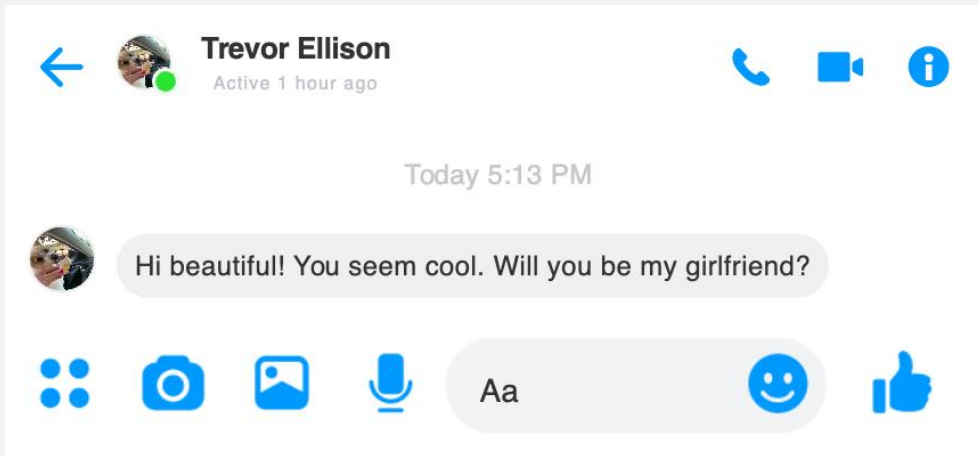 Trevor Ellison
Active 1 hour ago
Today 5:13 PM
Hi beautiful! You seem cool. Will you be my girlfriend?
Aa